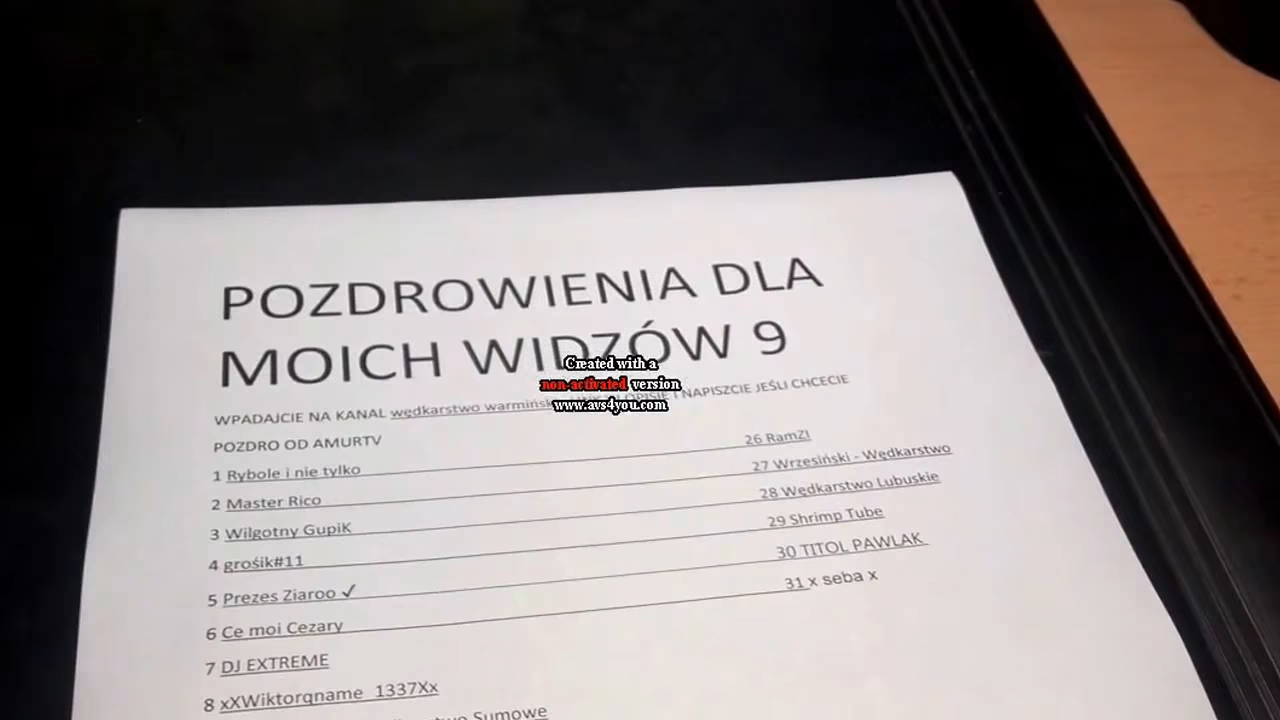 POZDROWIENIA DLA
MOICH WIDZÓW 9
Created with a
non-activated version
www.avs4you.com
WPADAJCIE NA KANAL wędkarstwo warmińsk OPISIE I NAPISZCIE JEŚLI CHCECIE
POZDRO OD AMURTV
1 Rybole i nie tylko 26 RamZi
2 Master Rico 27 Wrzesiński - Wędkarstwo
3 Wilgotny GupiK 28 Wędkarstwo Lubuskie
4 grośik#11 29 Shrimp Tube
5 Prezes Ziaroo ✓ 30 TITOL PAWLAK
6 Ce moi Cezary 31 x seba x
7 DJ EXTREME
8 xXWiktorqname_1337Xx
Sumowe